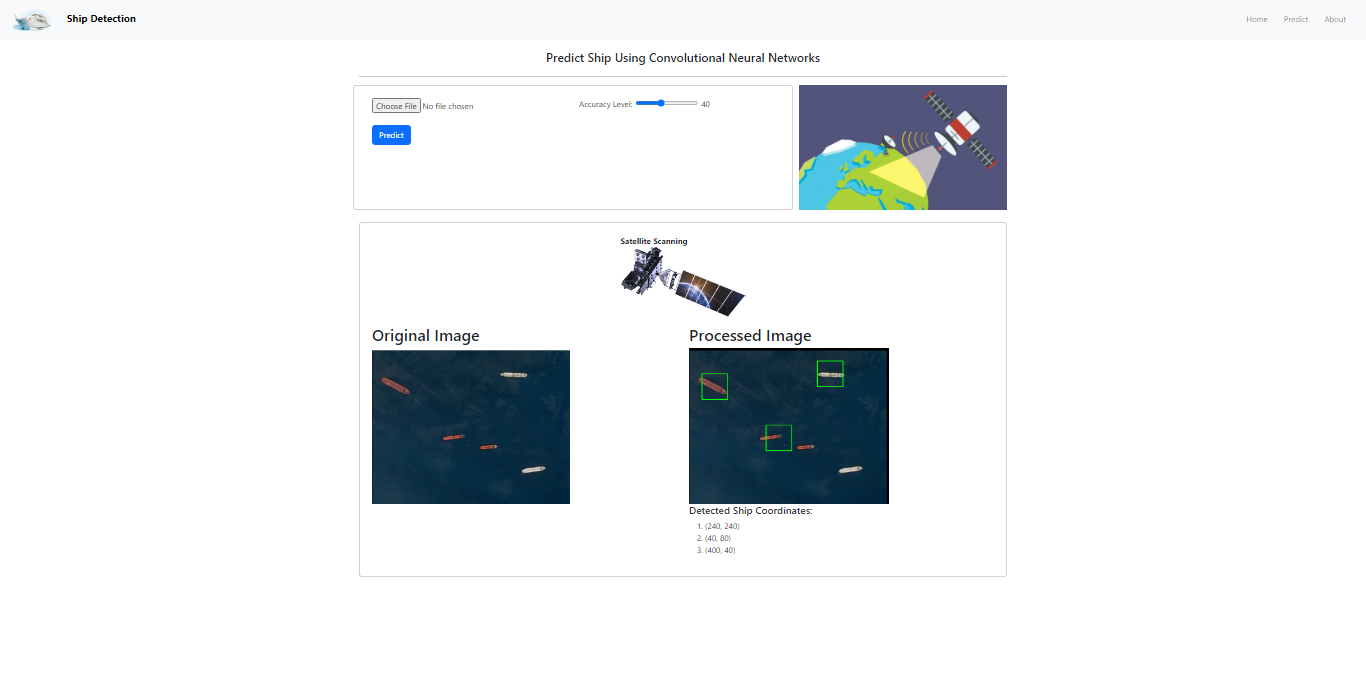 Ship Detection
Home Predict About
Predict Ship Using Convolutional Neural Networks
Choose File No file chosen
Accuracy Level: 40
Predict
Satellite Scanning
Original Image
Processed Image
Detected Ship Coordinates:
1. (240, 240)
2. (40, 80)
3. (400, 40)